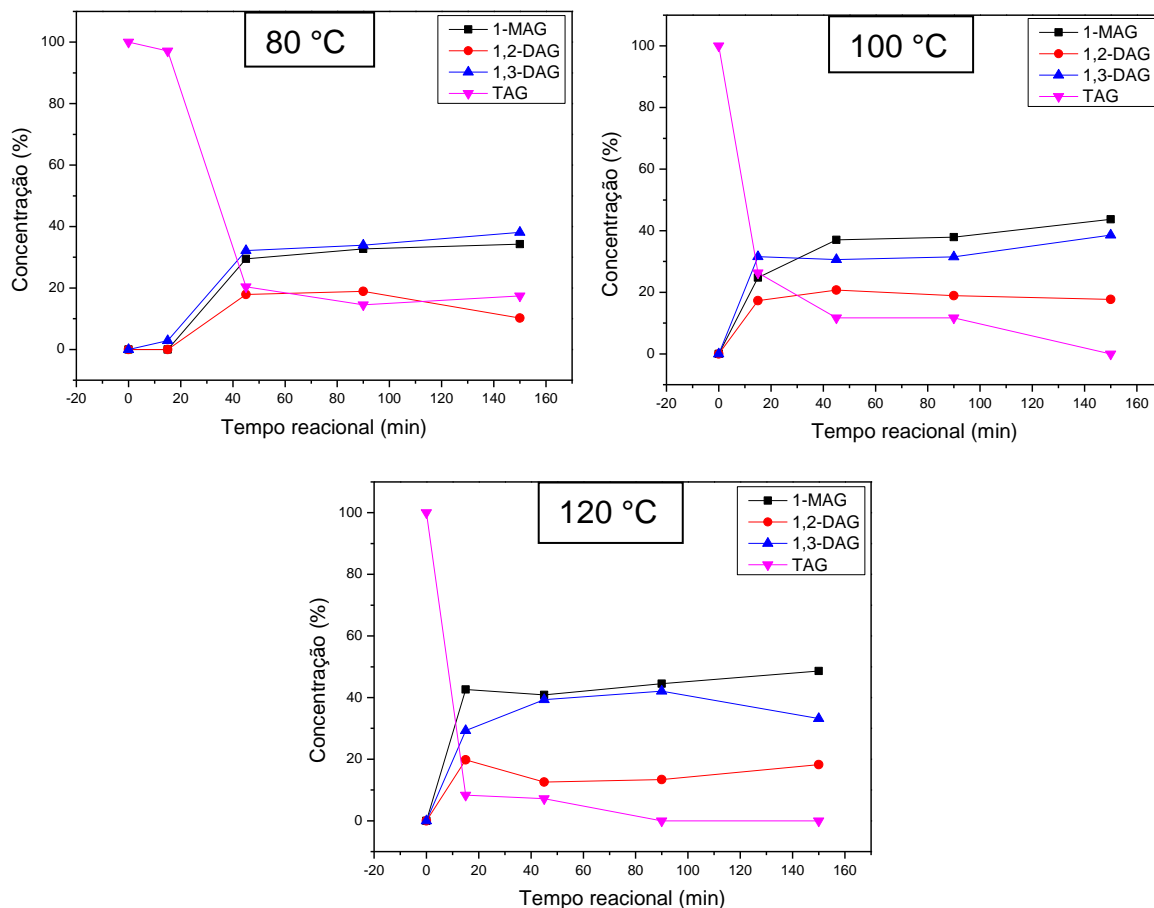 80 °C
1-MAG
1,2-DAG
1,3-DAG
TAG
Concentração (%)
100
80
60
40
20
0
-20 0 20 40 60 80 100 120 140 160
Tempo reacional (min)
100 °C
1-MAG
1,2-DAG
1,3-DAG
TAG
Concentração (%)
100
80
60
40
20
0
-20 0 20 40 60 80 100 120 140 160
Tempo reacional (min)
120 °C
1-MAG
1,2-DAG
1,3-DAG
TAG
Concentração (%)
100
80
60
40
20
0
-20 0 20 40 60 80 100 120 140 160
Tempo reacional (min)